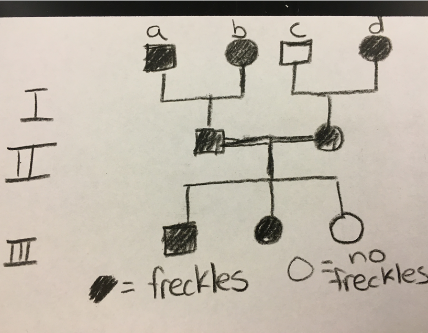 a b c d
I
II
III
= freckles
= no
freckles